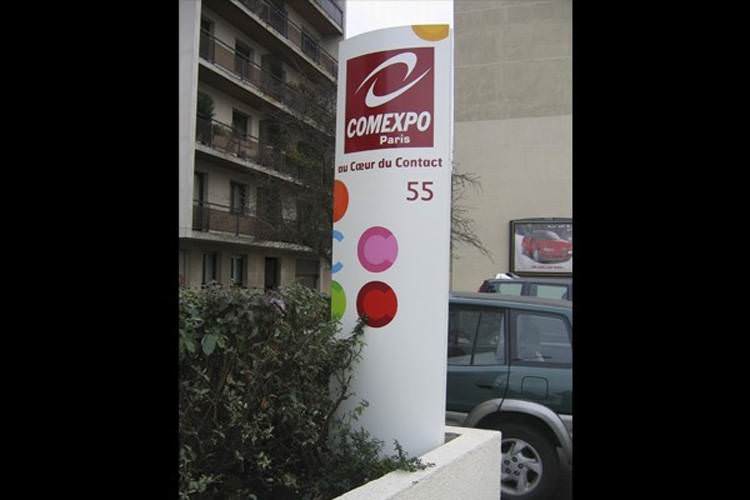 COMEXPO
Paris
au Cœur du Contact
55